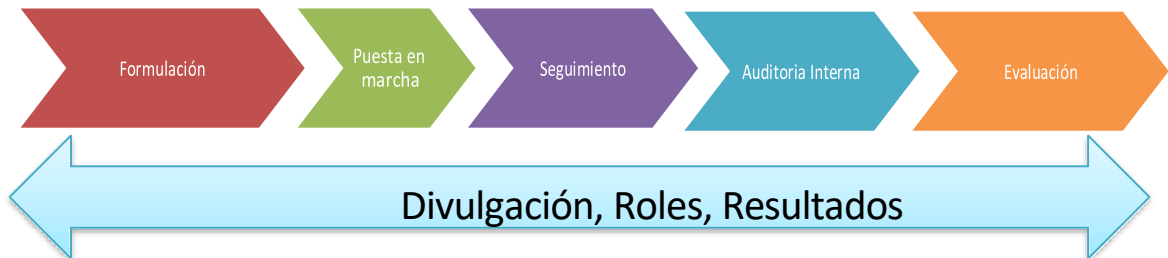 Formulación
Puesta en
marcha
Seguimiento
Auditoria Interna
Evaluación
Divulgación, Roles, Resultados